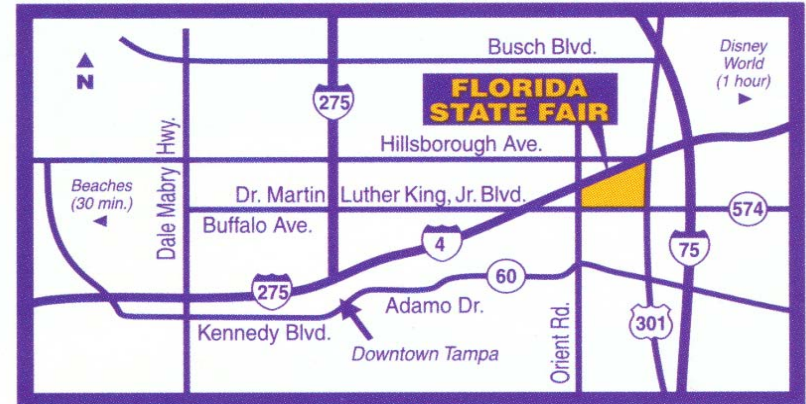 Busch Blvd.
Disney
World
(1 hour)
N
275
FLORIDA
STATE FAIR
Hillsborough Ave.
Dale Mabry Hwy.
Beaches
(30 min.)
Dr. Martin Luther King, Jr. Blvd.
574
Buffalo Ave.
4
75
60
275
Adamo Dr.
301
Kennedy Blvd.
Orient Rd.
Downtown Tampa